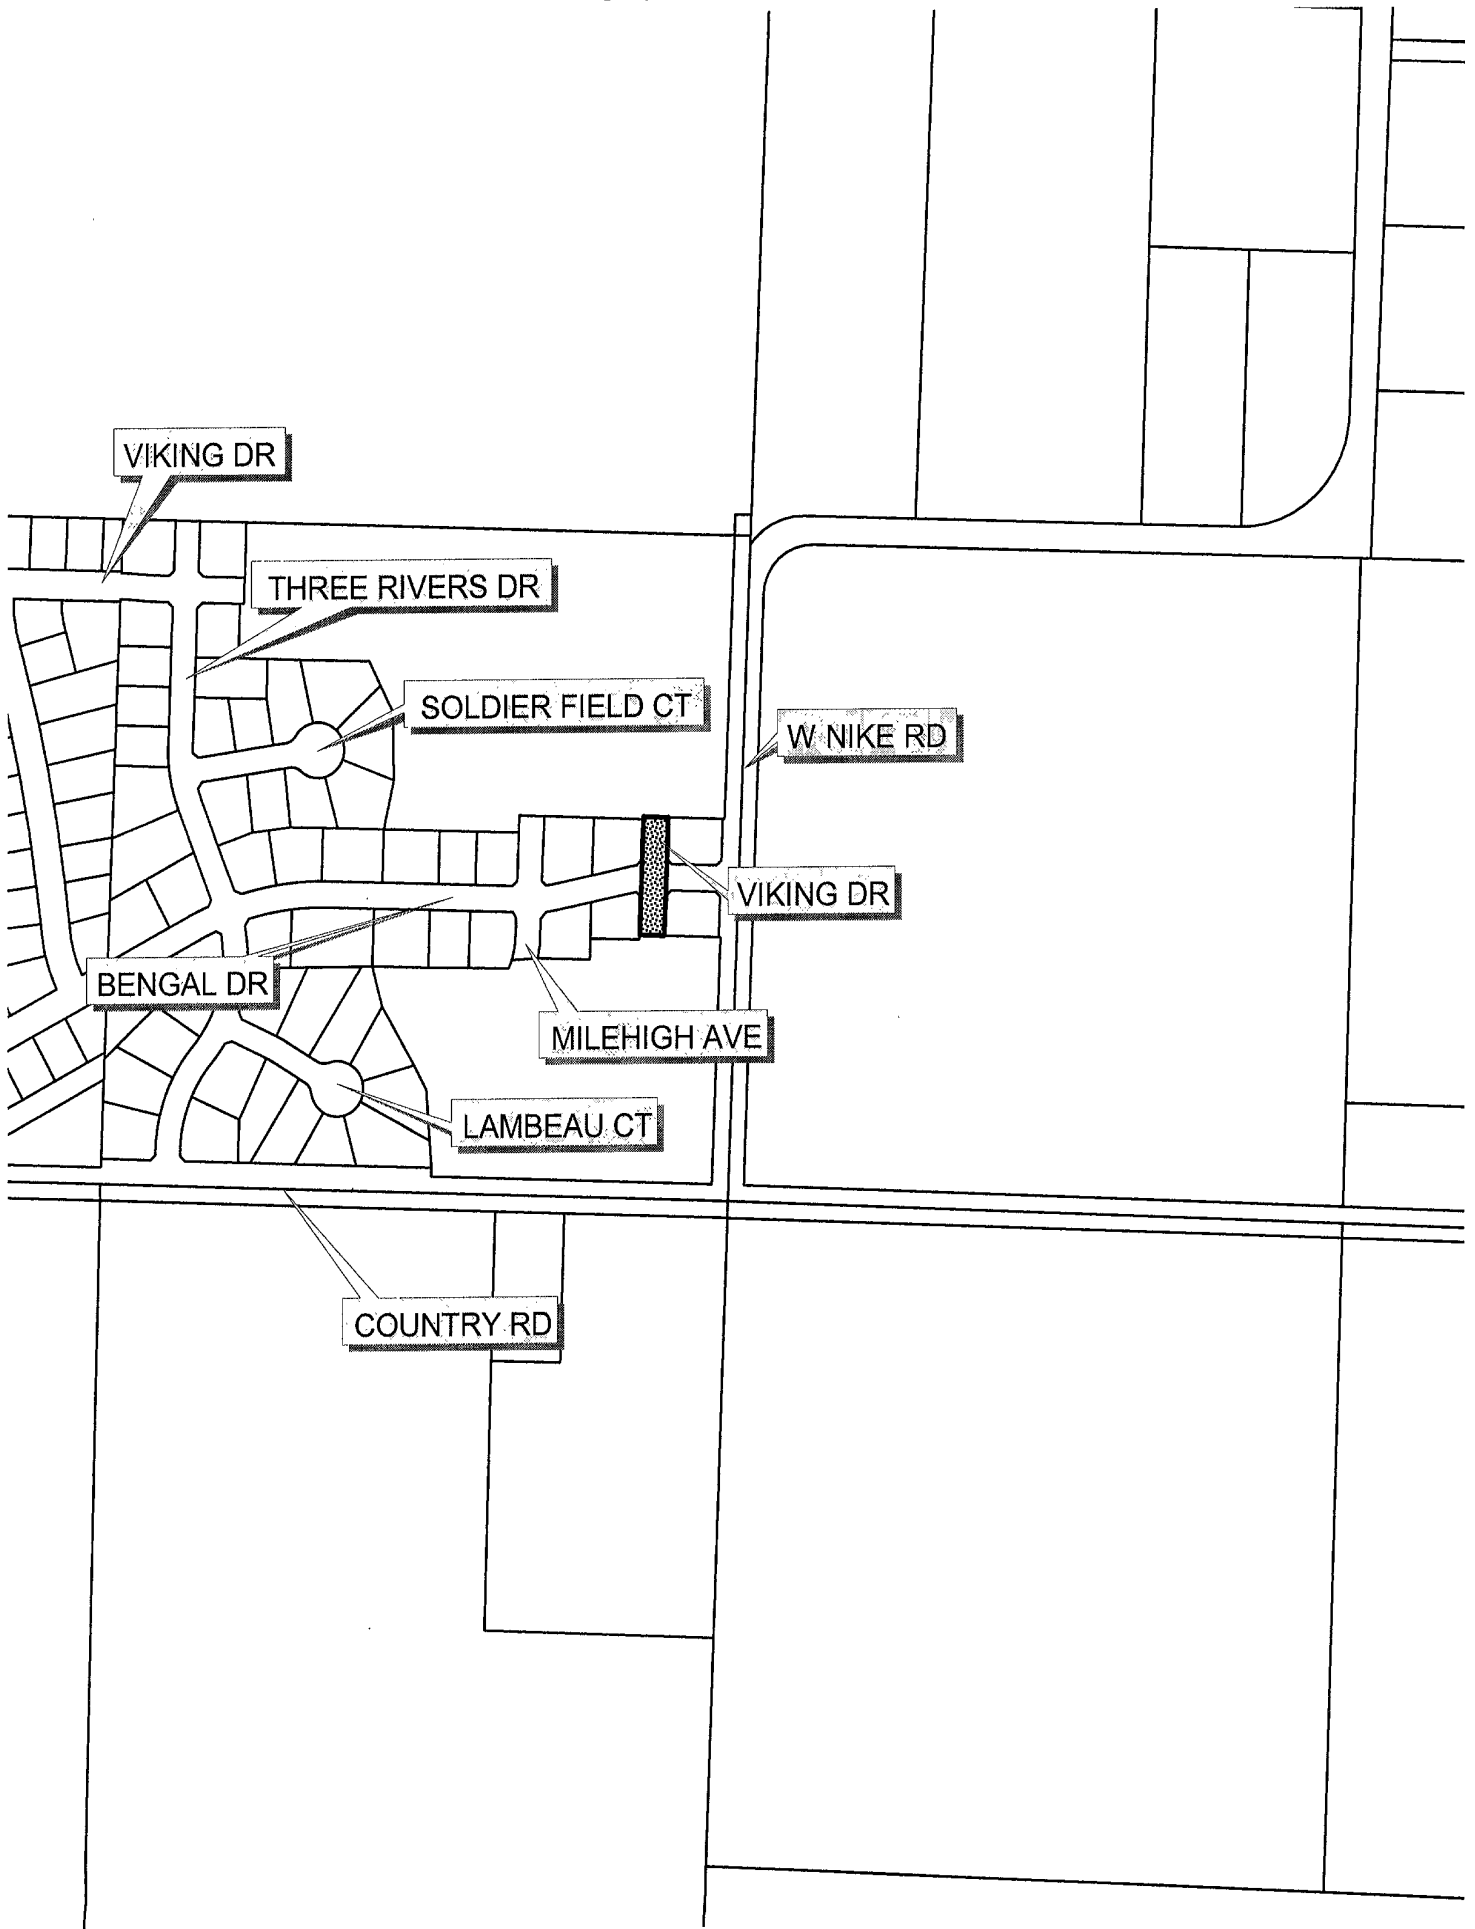 VIKING DR
THREE RIVERS DR
SOLDIER FIELD CT
W NIKE RD
VIKING DR
BENGAL DR
MILEHIGH AVE
LAMBEAU CT
COUNTRY RD